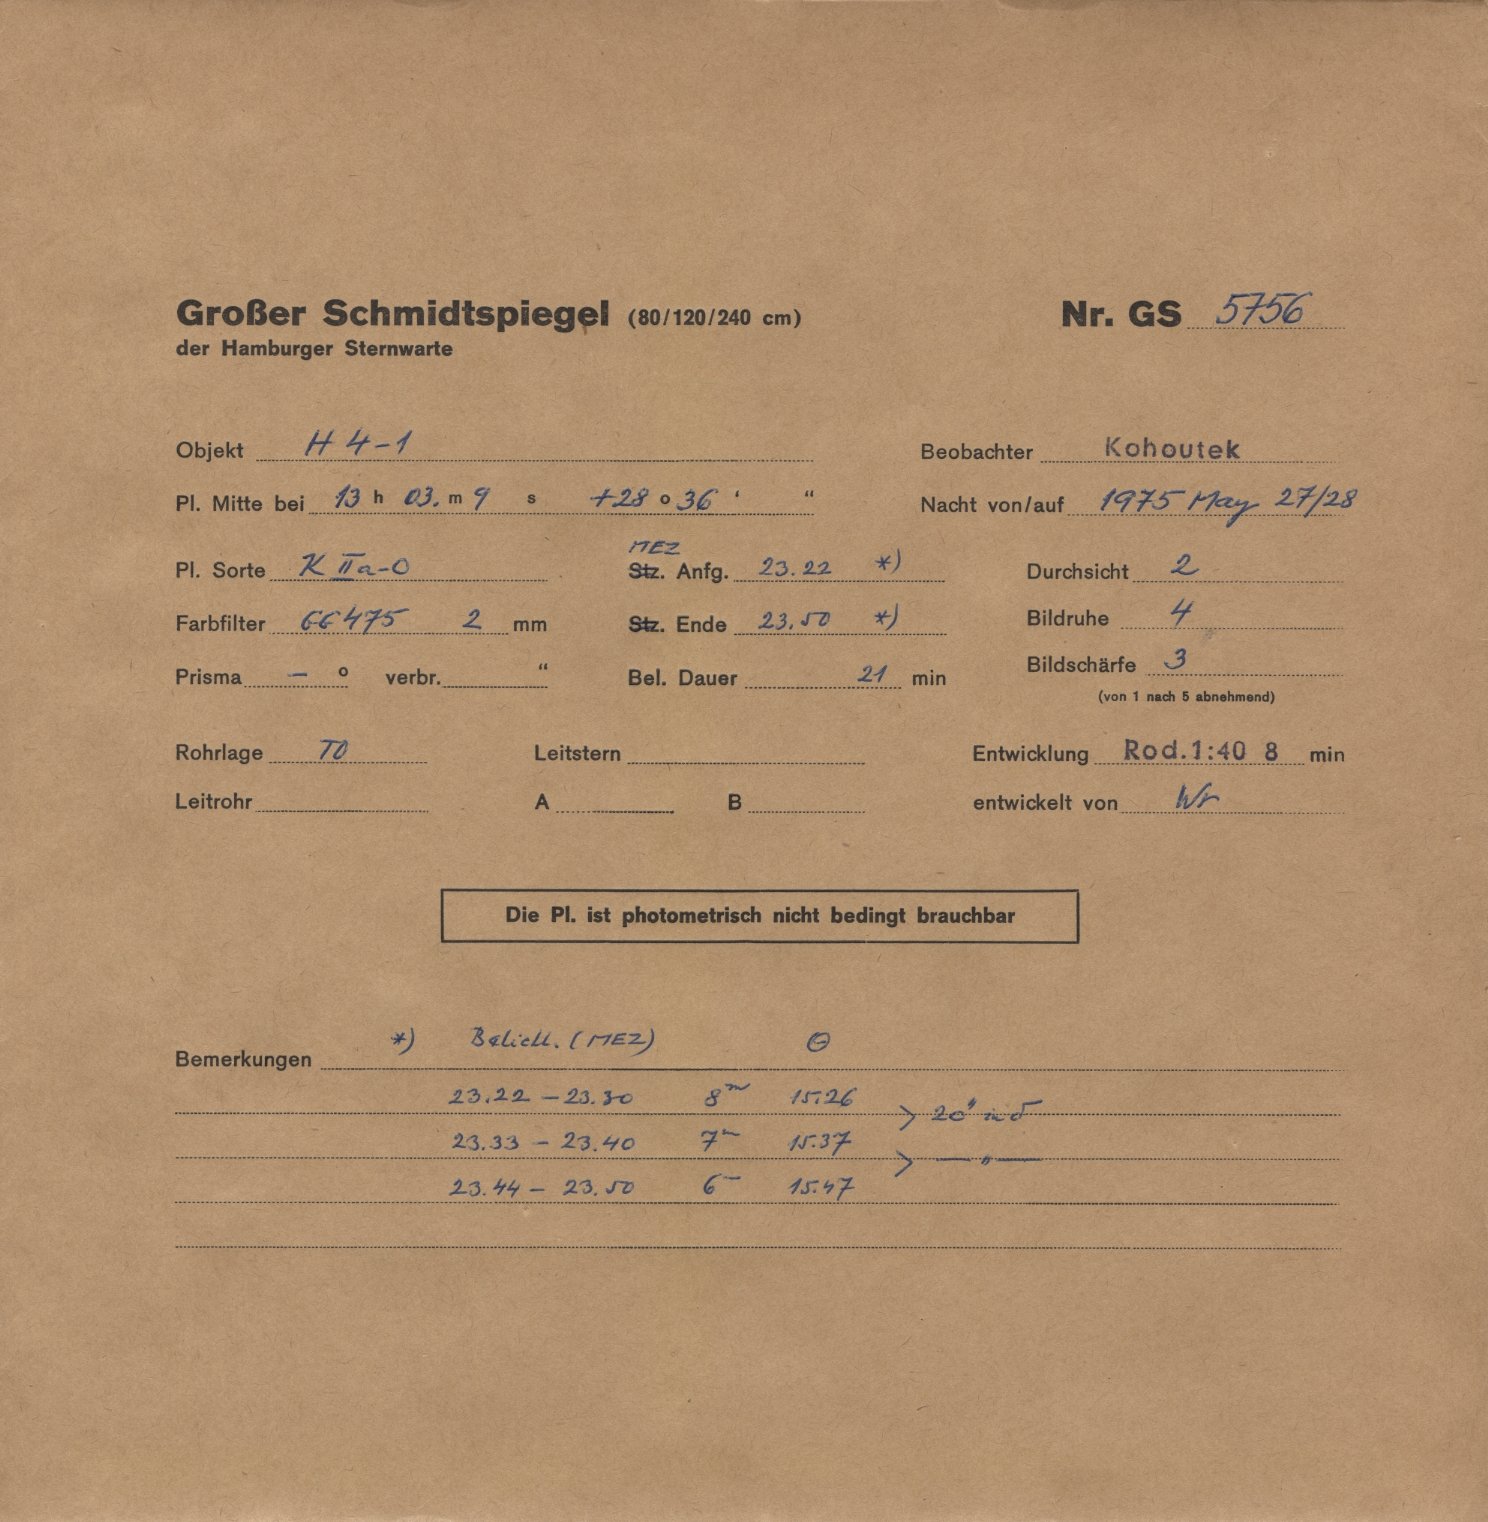 Großer Schmidtspiegel (80/120/240 cm) Nr. GS 5756
der Hamburger Sternwarte
Objekt H 4-1 Beobachter Kohoutek
Pl. Mitte bei 13 h 03. m 9 s +28 o 36 ‘ “ Nacht von/auf 1975 May 27/28
MEZ
Pl. Sorte K IIa-O Stz. Anfg. 23.22 *) Durchsicht 2
Farbfilter GG475 2 mm Stz. Ende 23.50 *) Bildruhe 4
Prisma – o verbr. “ Bel. Dauer 21 min Bildschärfe 3
(von 1 nach 5 abnehmend)
Rohrlage TO Leitstern Entwicklung Rod.1:40 8 min
Leitrohr A B entwickelt von Wr
Die Pl. ist photometrisch nicht bedingt brauchbar
Bemerkungen *) Belicht. (MEZ) Θ
23.22 – 23.30 8m 15.26
> 20" in δ
23.33 – 23.40 7m 15.37
> — " —
23.44 – 23.50 6m 15.47